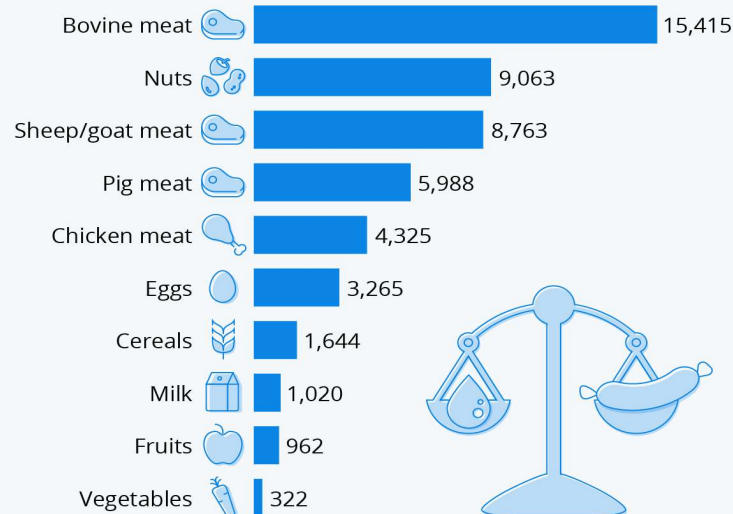 Bovine meat 15,415
Nuts 9,063
Sheep/goat meat 8,763
Pig meat 5,988
Chicken meat 4,325
Eggs 3,265
Cereals 1,644
Milk 1,020
Fruits 962
Vegetables 322